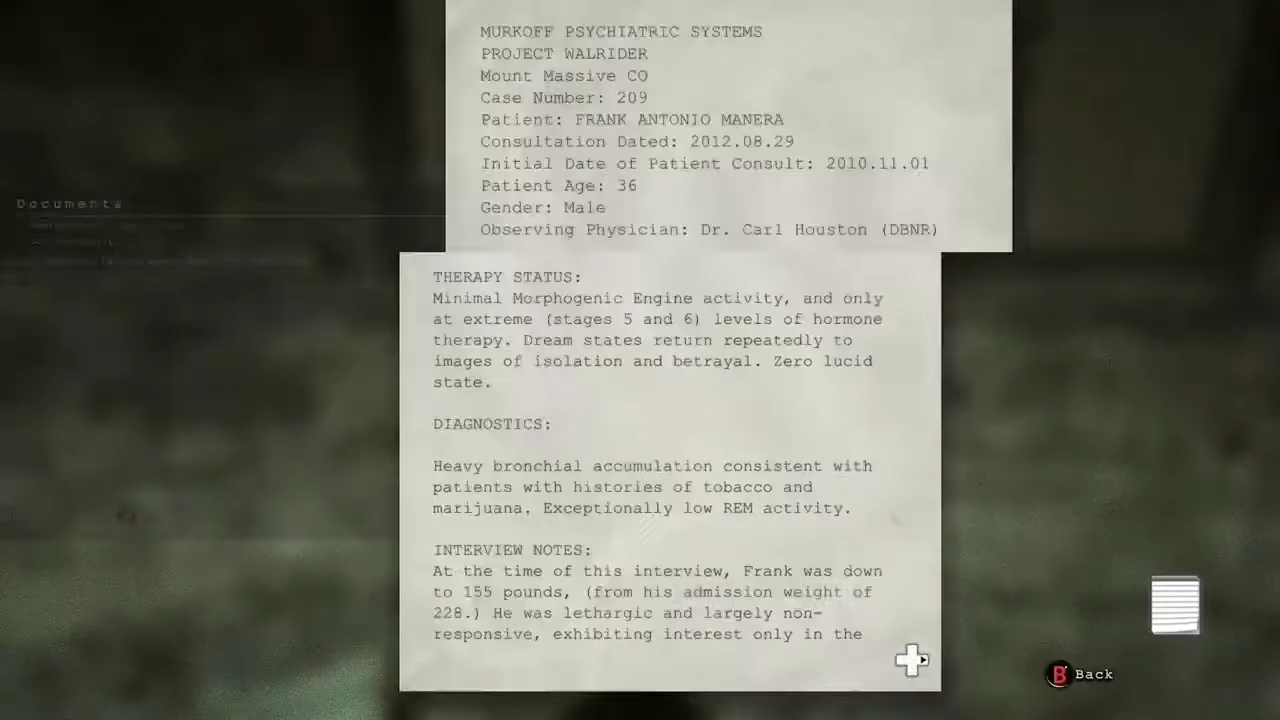 MURKOFF PSYCHIATRIC SYSTEMS
PROJECT WALRIDER
Mount Massive CO
Case Number: 209
Patient: FRANK ANTONIO MANERA
Consultation Dated: 2012.08.29
Initial Date of Patient Consult: 2010.11.01
Patient Age: 36
Gender: Male
Observing Physician: Dr. Carl Houston (DBNR)
Documents
THERAPY STATUS:
Minimal Morphogenic Engine activity, and only
at extreme (stages 5 and 6) levels of hormone
therapy. Dream states return repeatedly to
images of isolation and betrayal. Zero lucid
state.
DIAGNOSTICS:
Heavy bronchial accumulation consistent with
patients with histories of tobacco and
marijuana. Exceptionally low REM activity.
INTERVIEW NOTES:
At the time of this interview, Frank was down
to 155 pounds, (from his admission weight of
228.) He was lethargic and largely non-
responsive, exhibiting interest only in the
B Back